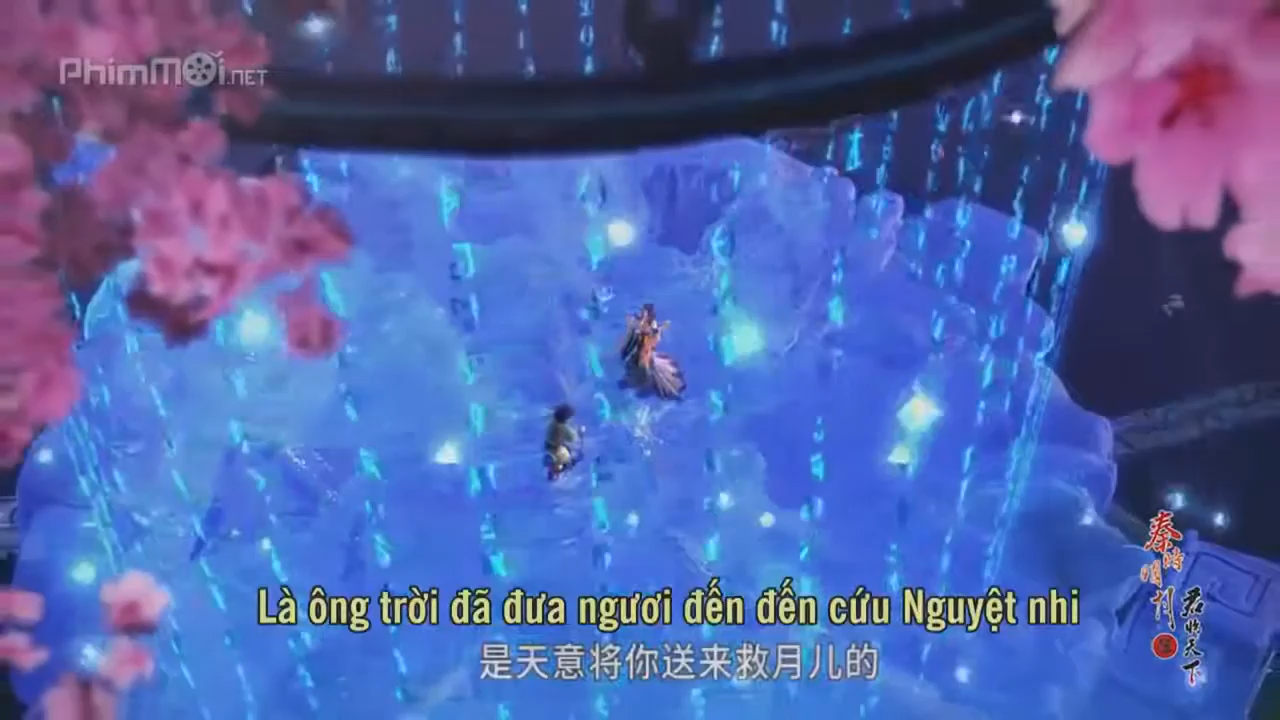 PhimMỚi.NET
Là ông trời đã đưa ngươi đến đến cứu Nguyệt nhi
是天意将你送来救月儿的
秦时明月
君临天下